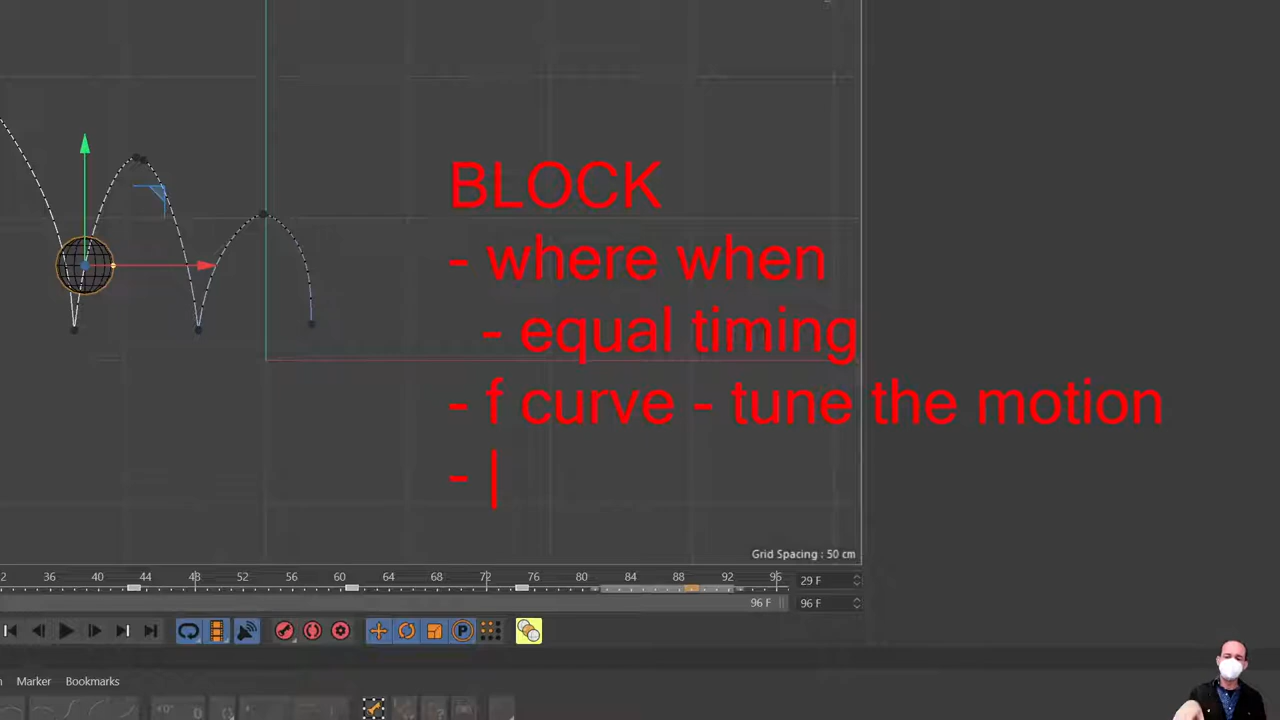 BLOCK
- where when
- equal timing
- f curve - tune the motion
-
Grid Spacing : 50 cm
36 40 44 48 52 56 60 64 68 72 76 80 84 88 92 96 29 F
96 F 96 F
P
Marker Bookmarks